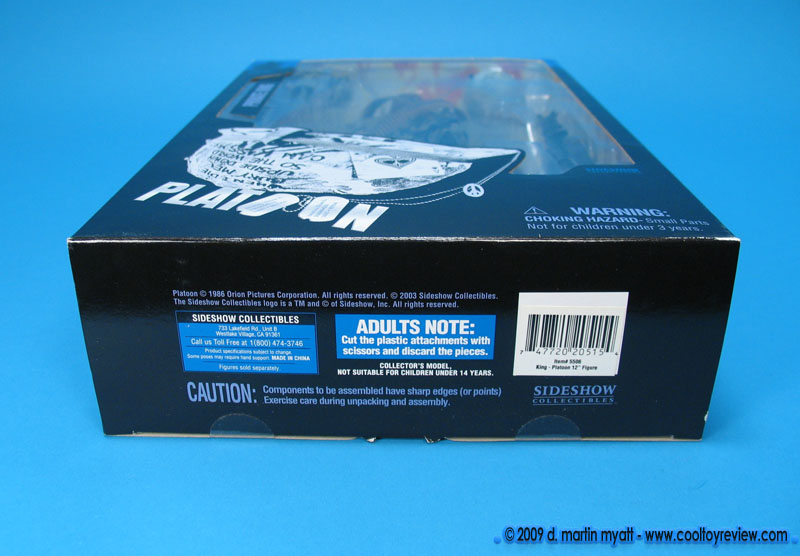 PLATOON
WARNING:
CHOKING HAZARD- Small Parts
Not for children under 3 years.
Platoon © 1986 Orion Pictures Corporation. All rights reserved. © 2003 Sideshow Collectibles.
The Sideshow Collectibles logo is a TM and © of Sideshow, Inc. All rights reserved.
SIDESHOW COLLECTIBLES
733 Lakefield Rd., Unit B
Westlake Village, CA 91361
Call us Toll Free at 1(800) 474-3746
Product specifications subject to change.
Some poses may require hand support. MADE IN CHINA
Figures sold separately.
ADULTS NOTE:
Cut the plastic attachments with
scissors and discard the pieces.
COLLECTOR'S MODEL,
NOT SUITABLE FOR CHILDREN UNDER 14 YEARS.
CAUTION: Components to be assembled have sharp edges (or points)
Exercise care during unpacking and assembly.
7 47720 20515 4
Item# 5506
King - Platoon 12" Figure
SIDESHOW
COLLECTIBLES
© 2009 d. martin myatt - www.cooltoyreview.com